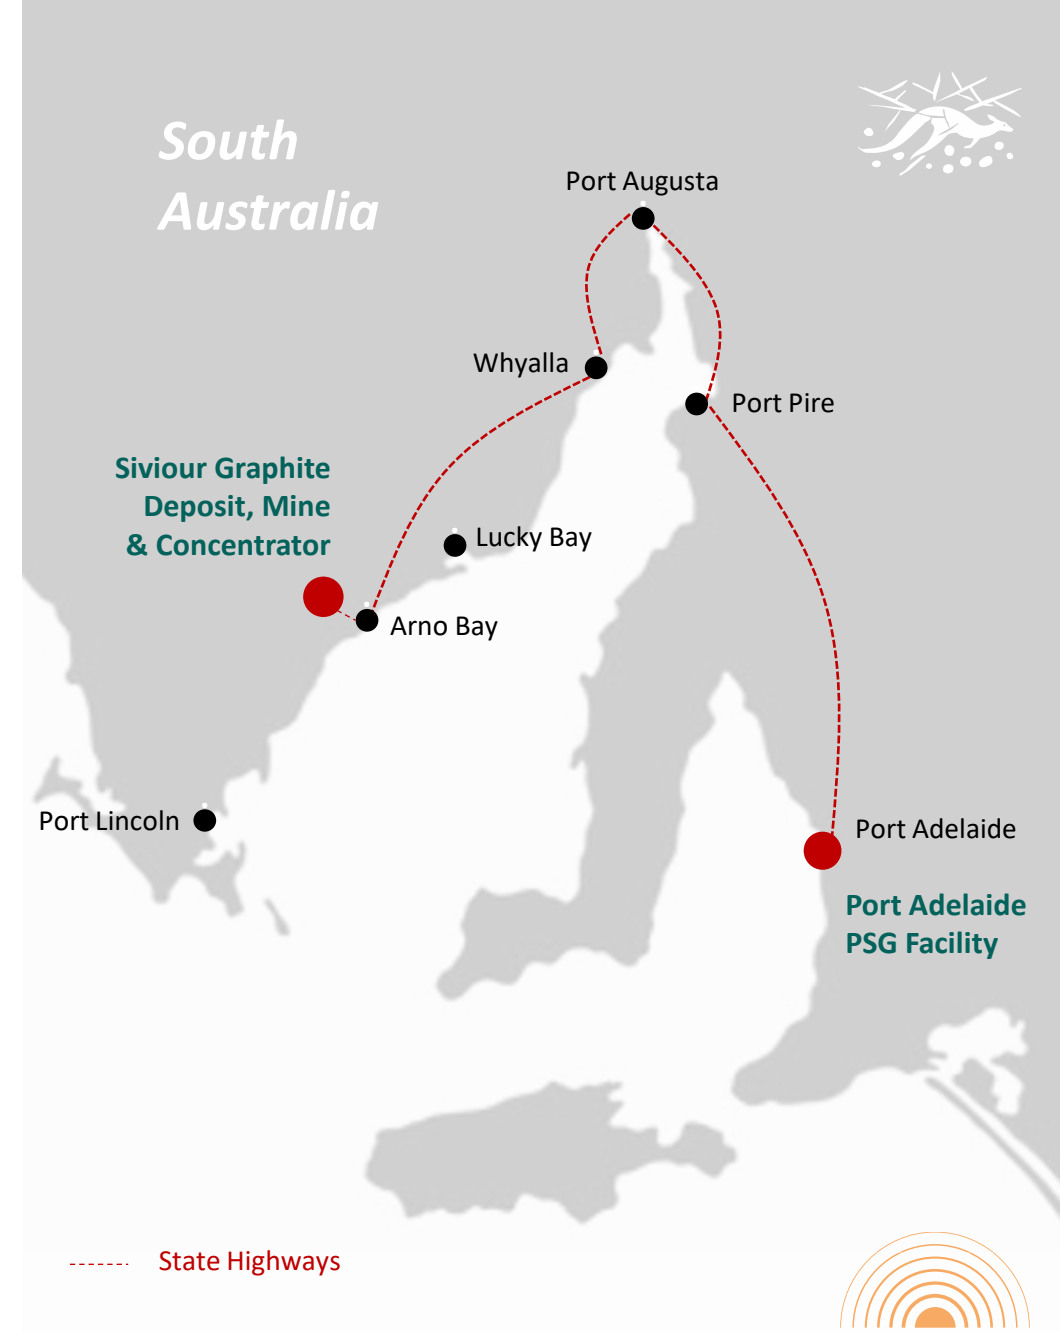 South
Australia
Port Augusta
Whyalla
Port Pire
Siviour Graphite
Deposit, Mine
& Concentrator
Lucky Bay
Arno Bay
Port Lincoln
Port Adelaide
Port Adelaide
PSG Facility
State Highways